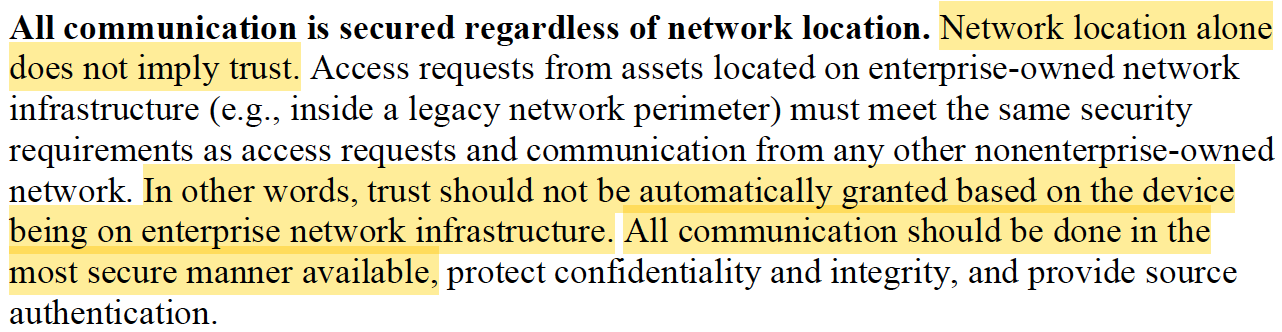 All communication is secured regardless of network location. Network location alone
does not imply trust. Access requests from assets located on enterprise-owned network
infrastructure (e.g., inside a legacy network perimeter) must meet the same security
requirements as access requests and communication from any other nonenterprise-owned
network. In other words, trust should not be automatically granted based on the device
being on enterprise network infrastructure. All communication should be done in the
most secure manner available, protect confidentiality and integrity, and provide source
authentication.